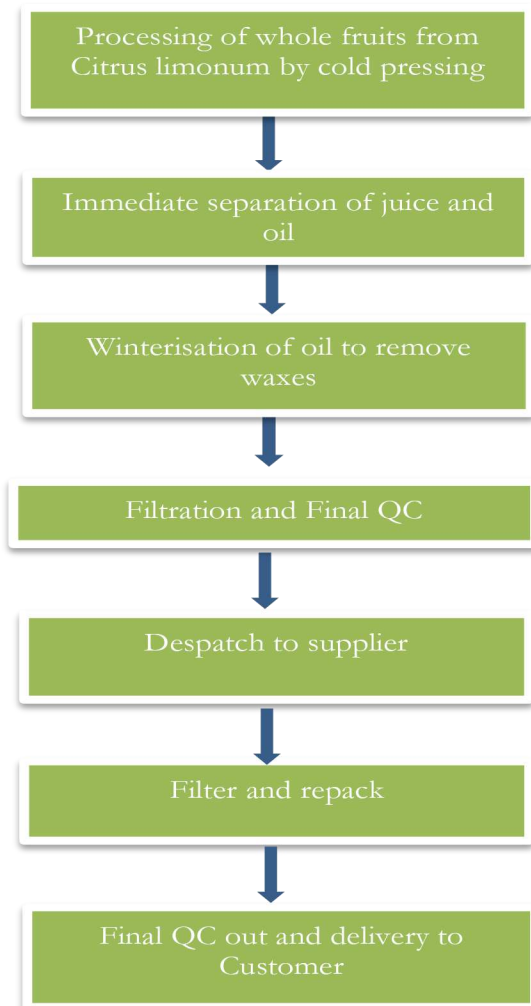 Processing of whole fruits from
Citrus limonum by cold pressing
Immediate separation of juice and
oil
Winterisation of oil to remove
waxes
Filtration and Final QC
Despatch to supplier
Filter and repack
Final QC out and delivery to
Customer